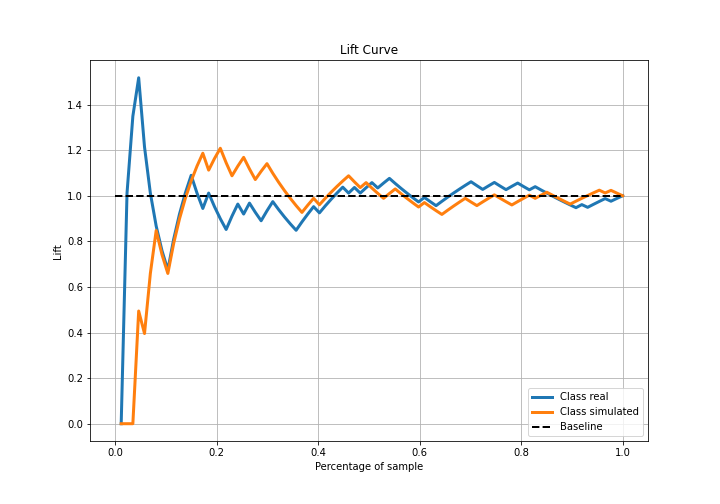 Lift Curve
Lift
1.4
1.2
1.0
0.8
0.6
0.4
0.2
0.0
0.0 0.2 0.4 0.6 0.8 1.0
Percentage of sample
Class real
Class simulated
Baseline